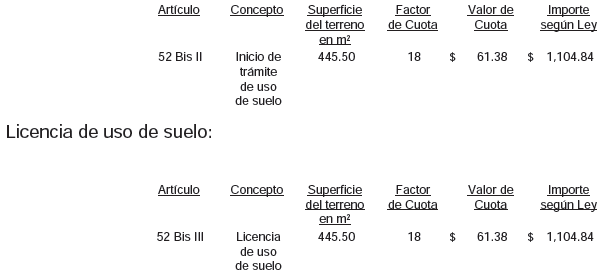 Artículo Concepto Superficie Factor Valor de Importe
del terreno de Cuota Cuota según Ley
en m²
52 Bis II Inicio de 445.50 18 $ 61.38 $ 1,104.84
trámite
de uso
de suelo
Licencia de uso de suelo:
Artículo Concepto Superficie Factor Valor de Importe
del terreno de Cuota Cuota según Ley
en m²
52 Bis III Licencia 445.50 18 $ 61.38 $ 1,104.84
de uso
de suelo